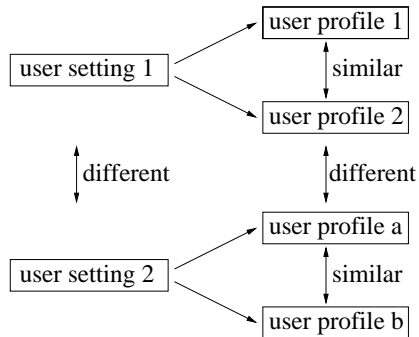 user profile 1
user setting 1
similar
user profile 2
different
different
user profile a
user setting 2
similar
user profile b